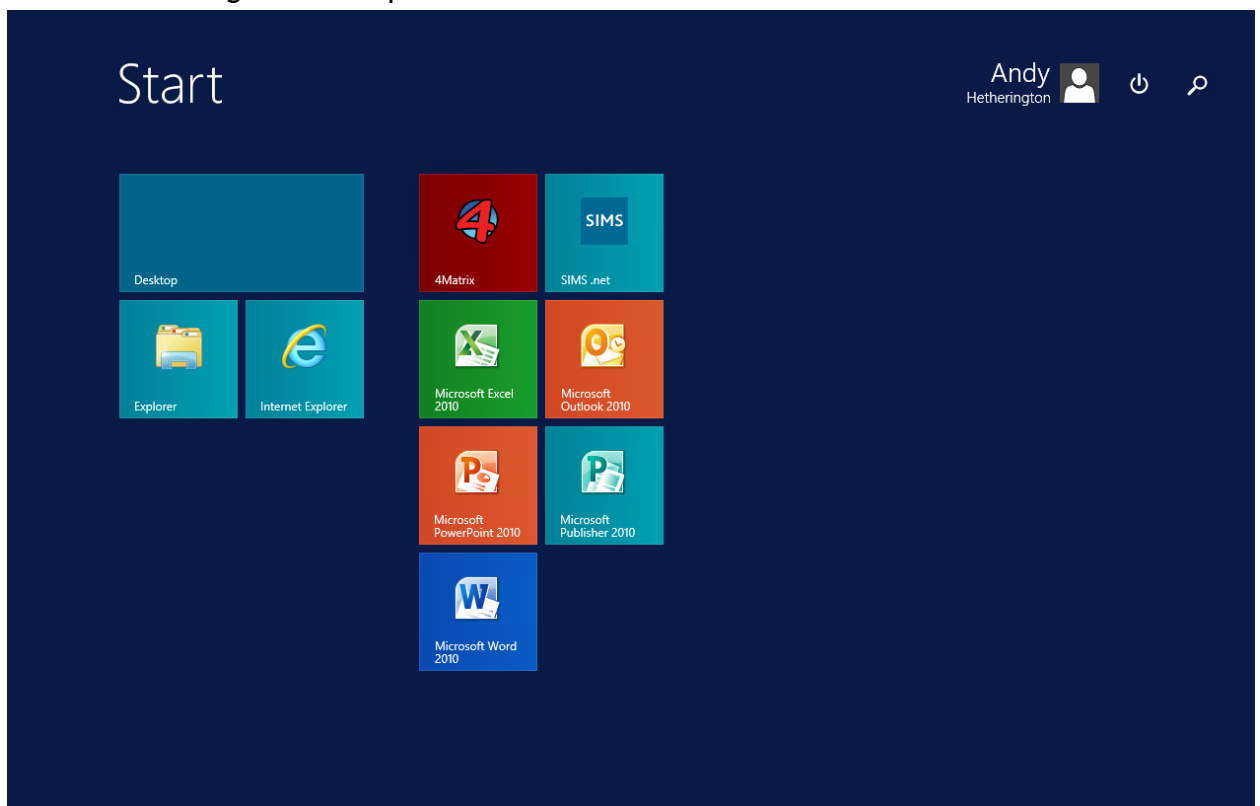 Start
Andy
Hetherington
Desktop
4
4Matrix
SIMS
SIMS .net
Explorer
Internet Explorer
Microsoft Excel
2010
Microsoft
Outlook 2010
Microsoft
PowerPoint 2010
Microsoft
Publisher 2010
Microsoft Word
2010